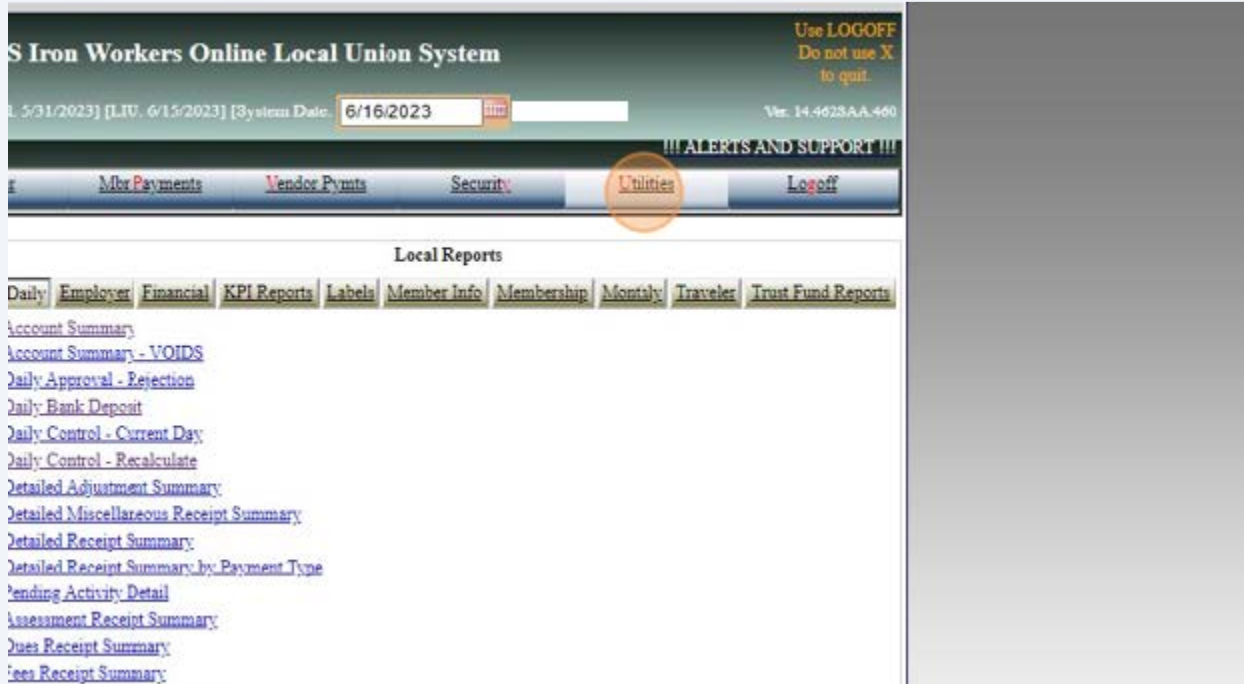 S Iron Workers Online Local Union System
Use LOGOFF
Do not use X
to quit.
5/31/2023] [LIU. 6/15/2023] [System Date. 6/16/2023
Ver. 14.4623AA.460
!!! ALERTS AND SUPPORT !!!
Mbr Payments Vendor Pymts Security Utilities Logoff
Local Reports
Daily Employer Financial KPI Reports Labels Member Info Membership Montsly Traveler Trust Fund Reports
Account Summary
Account Summary - VOIDS
Daily Approval - Rejection
Daily Bank Deposit
Daily Control - Current Day
Daily Control - Recalculate
Detailed Adjustment Summary
Detailed Miscellareous Receipt Summary
Detailed Receipt Summary
Detailed Receipt Summary by Payment Type
Pending Activity Detail
Assessment Receipt Summary
Dues Receipt Summary
Fees Receipt Summary